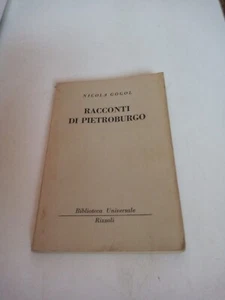 NICOLA GOGOL
RACCONTI
DI PIETROBURGO
Biblioteca Universale
Rizzoli